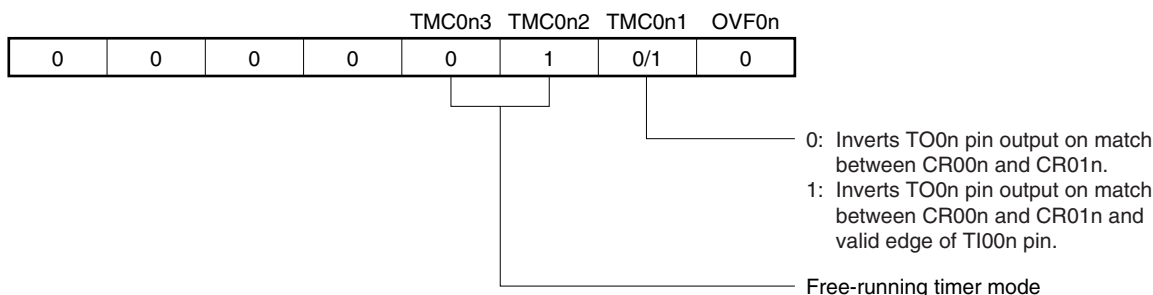 TMC0n3 TMC0n2 TMC0n1 OVF0n
0 0 0 0 0 1 0/1 0
0: Inverts TO0n pin output on match
between CR00n and CR01n.
1: Inverts TO0n pin output on match
between CR00n and CR01n and
valid edge of TI00n pin.
Free-running timer mode